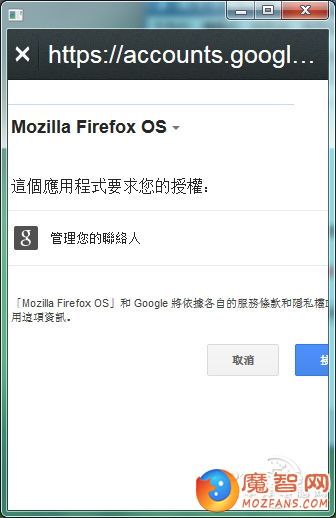 https://accounts.googl...
Mozilla Firefox OS
這個應用程式要求您的授權：
g
管理您的聯絡人
「Mozilla Firefox OS」和 Google 將依據各自的服務條款和隱私權
用這項資訊。
取消
魔智网
MOZFANS.COM